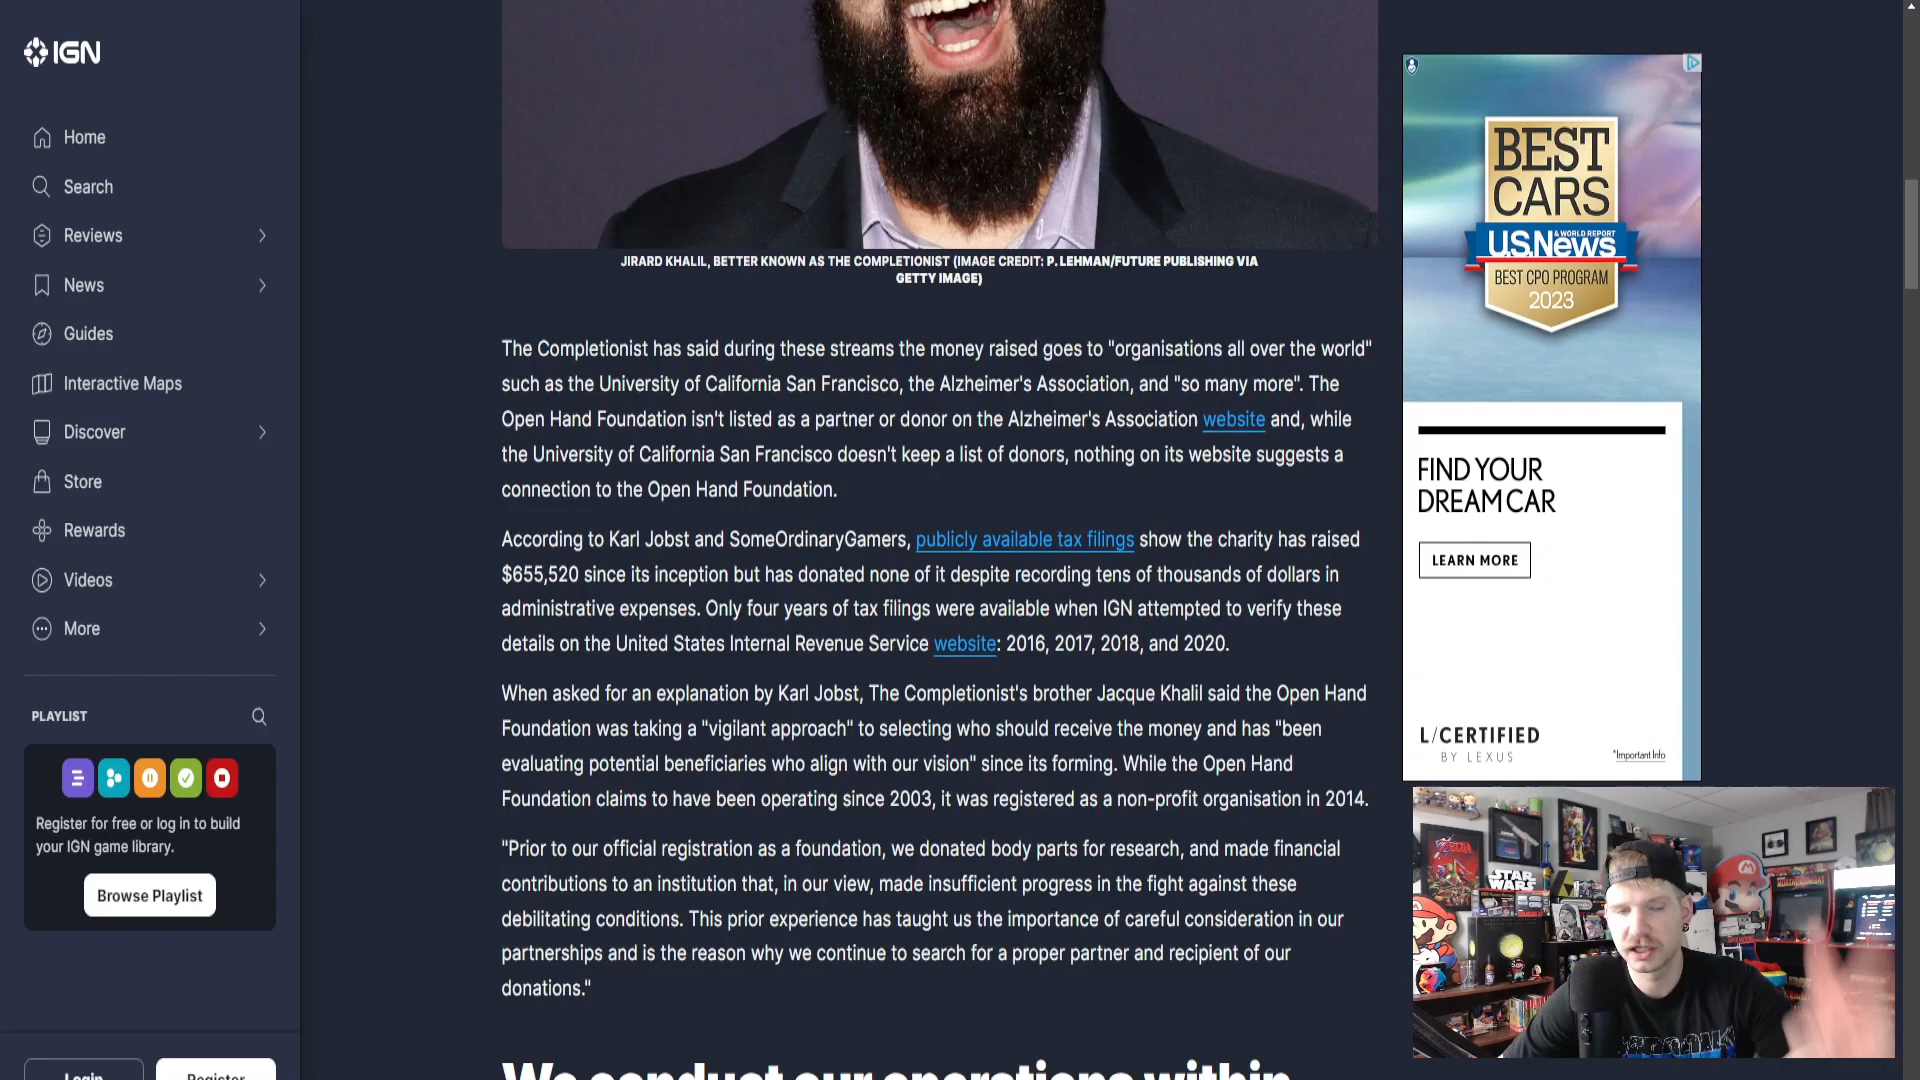 IGN
Home
Search
Reviews
News
Guides
Interactive Maps
Discover
Store
Rewards
Videos
More
PLAYLIST
Register for free or log in to build
your IGN game library.
Browse Playlist
Login
Register
JIRARD KHALIL, BETTER KNOWN AS THE COMPLETIONIST (IMAGE CREDIT: P. LEHMAN/FUTURE PUBLISHING VIA
GETTY IMAGE)
The Completionist has said during these streams the money raised goes to "organisations all over the world"
such as the University of California San Francisco, the Alzheimer's Association, and "so many more". The
Open Hand Foundation isn't listed as a partner or donor on the Alzheimer's Association website and, while
the University of California San Francisco doesn't keep a list of donors, nothing on its website suggests a
connection to the Open Hand Foundation.
According to Karl Jobst and SomeOrdinaryGamers, publicly available tax filings show the charity has raised
$655,520 since its inception but has donated none of it despite recording tens of thousands of dollars in
administrative expenses. Only four years of tax filings were available when IGN attempted to verify these
details on the United States Internal Revenue Service website: 2016, 2017, 2018, and 2020.
When asked for an explanation by Karl Jobst, The Completionist's brother Jacque Khalil said the Open Hand
Foundation was taking a "vigilant approach" to selecting who should receive the money and has "been
evaluating potential beneficiaries who align with our vision" since its forming. While the Open Hand
Foundation claims to have been operating since 2003, it was registered as a non-profit organisation in 2014.
"Prior to our official registration as a foundation, we donated body parts for research, and made financial
contributions to an institution that, in our view, made insufficient progress in the fight against these
debilitating conditions. This prior experience has taught us the importance of careful consideration in our
partnerships and is the reason why we continue to search for a proper partner and recipient of our
donations."
We conduct our operations within
BEST
CARS
U.S. News
& WORLD REPORT
BEST CPO PROGRAM
2023
FIND YOUR
DREAM CAR
LEARN MORE
L/CERTIFIED
BY LEXUS
*Important Info
ZELDA
STAR
WARS
MORTAL KOMBAT